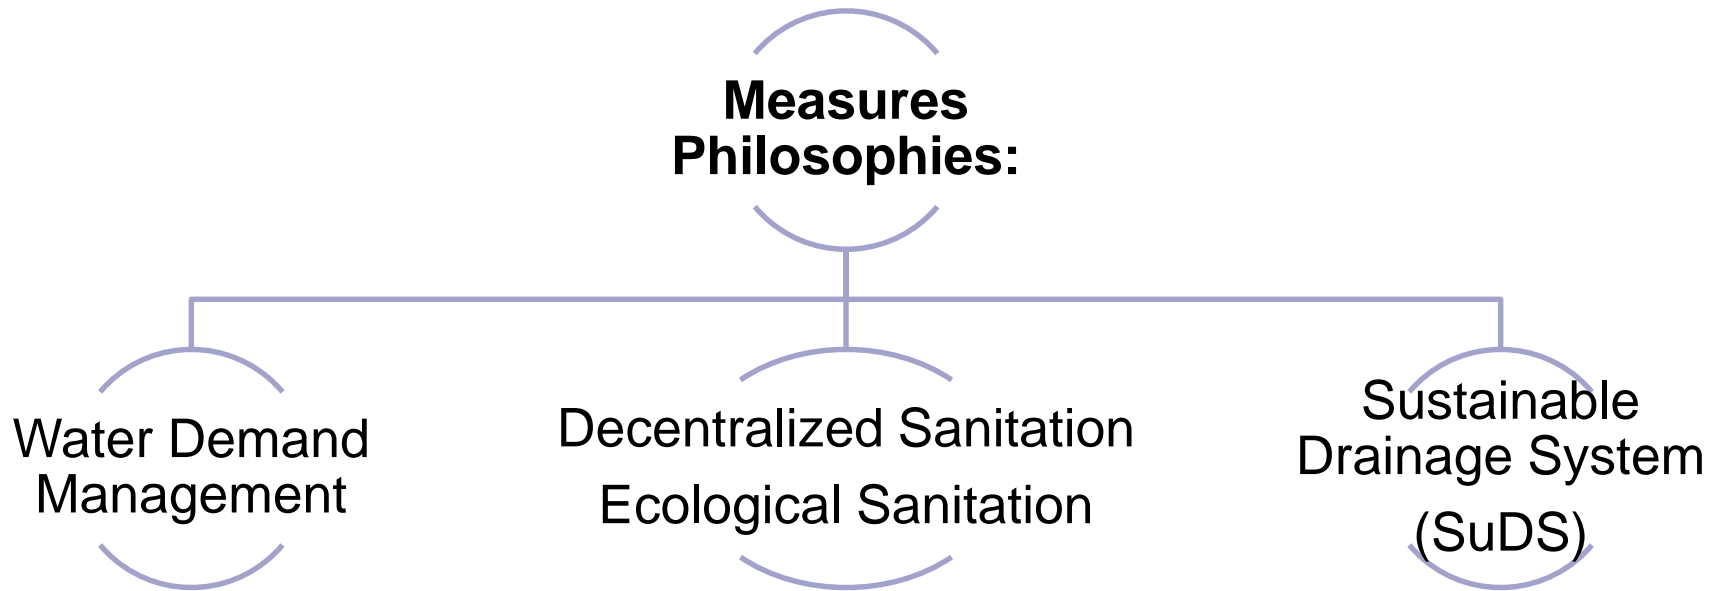 Measures
Philosophies:
Water Demand
Management
Decentralized Sanitation
Ecological Sanitation
Sustainable
Drainage System
(SuDS)